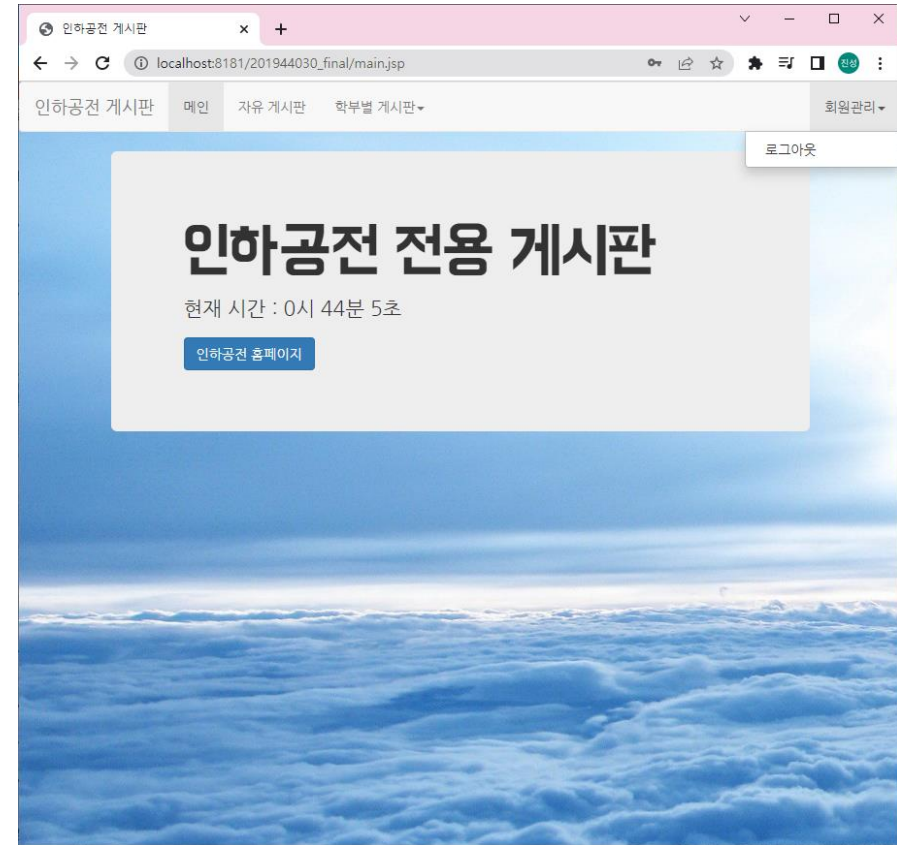 인하공전 게시판
localhost:8181/201944030_final/main.jsp
진성
인하공전 게시판 메인 자유 게시판 학부별 게시판 회원관리
로그아웃
인하공전 전용 게시판
현재 시간 : 0시 44분 5초
인하공전 홈페이지